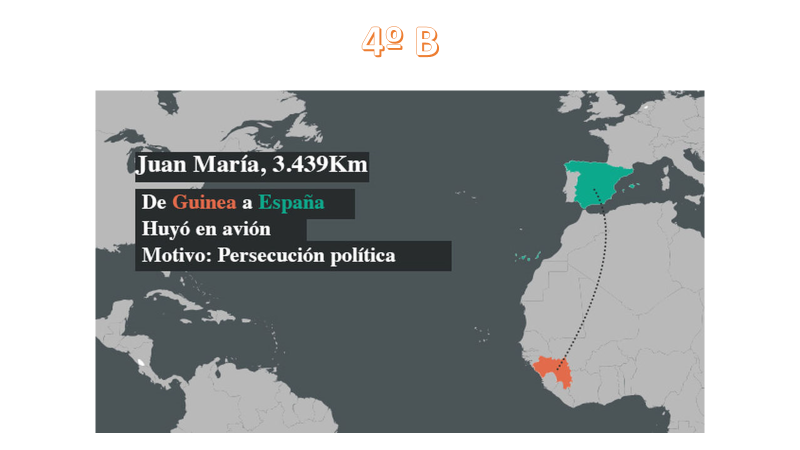 4º B
Juan María, 3.439Km
De Guinea a España
Huyó en avión
Motivo: Persecución política